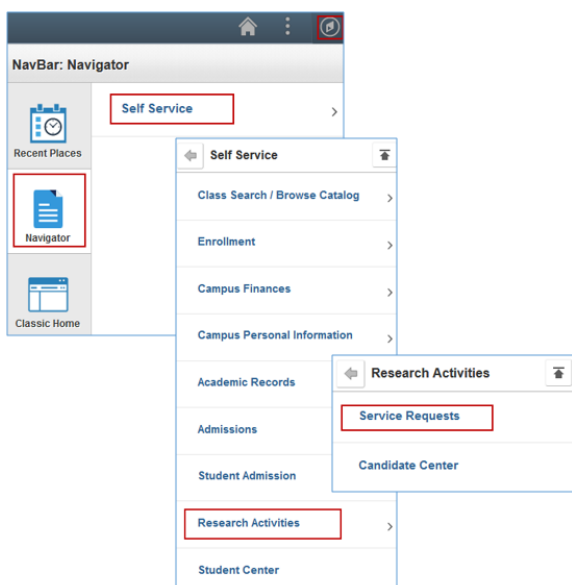 NavBar: Navigator
Recent Places
Self Service
Navigator
Classic Home
Self Service
Class Search / Browse Catalog
Enrollment
Campus Finances
Campus Personal Information
Academic Records
Admissions
Student Admission
Research Activities
Student Center
Research Activities
Service Requests
Candidate Center